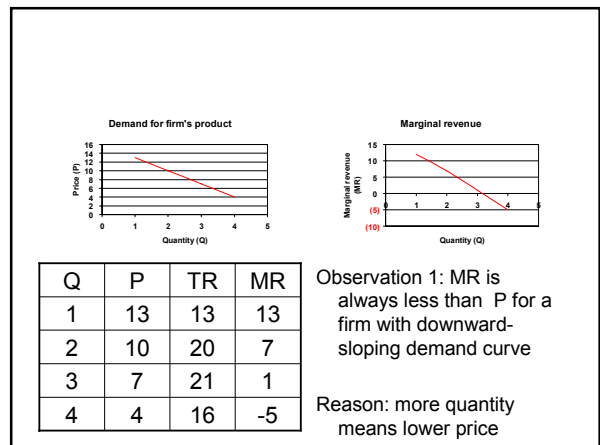 Demand for firm's product
16
14
12
10
8
6
4
2
0
Price (P)
0 1 2 3 4 5
Quantity (Q)
Marginal revenue
15
10
5
0
(5)
(10)
Marginal revenue
(MR)
0 1 2 3 4 5
Quantity (Q)
Q P TR MR
1 13 13 13
2 10 20 7
3 7 21 1
4 4 16 -5
Observation 1: MR is
always less than P for a
firm with downward-
sloping demand curve
Reason: more quantity
means lower price